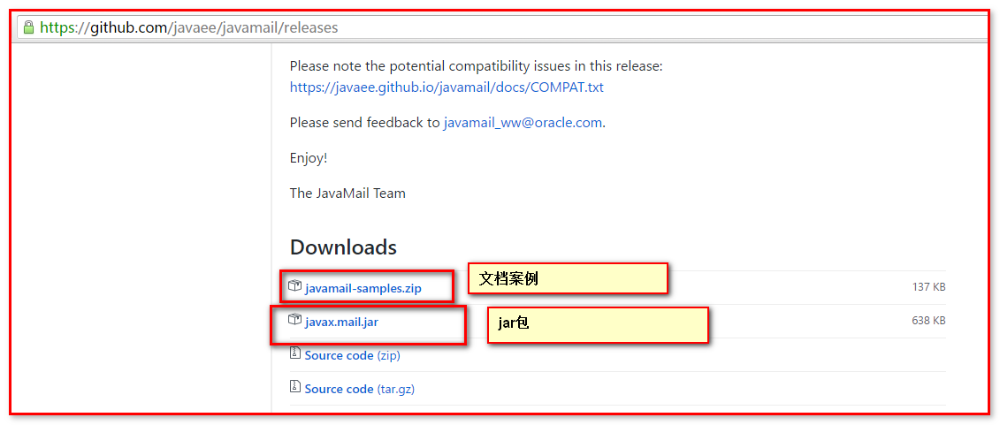 https://github.com/javaee/javamail/releases
Please note the potential compatibility issues in this release:
https://javaee.github.io/javamail/docs/COMPAT.txt
Please send feedback to javamail_ww@oracle.com.
Enjoy!
The JavaMail Team
Downloads
javamail-samples.zip 文档案例 137 KB
javax.mail.jar jar包 638 KB
Source code (zip)
Source code (tar.gz)